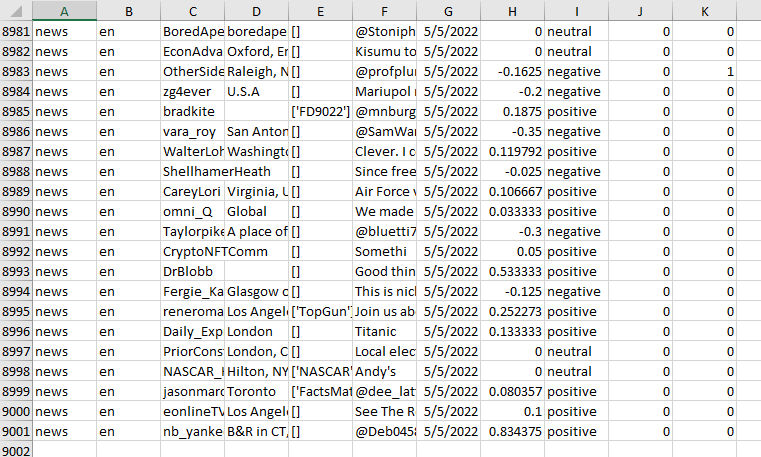 A B C D E F G H I J K
8981 news en BoredApe boredape [] @Stoniph 5/5/2022 0 neutral 0 0
8982 news en EconAdva Oxford, En [] Kisumu to 5/5/2022 0 neutral 0 0
8983 news en OtherSide Raleigh, N [] @profplur 5/5/2022 -0.1625 negative 0 1
8984 news en zg4ever U.S.A [] Mariupol r 5/5/2022 -0.2 negative 0 0
8985 news en bradkite ['FD9022'] @mnburg 5/5/2022 0.1875 positive 0 0
8986 news en vara_roy San Anton [] @SamWar 5/5/2022 -0.35 negative 0 0
8987 news en WalterLoh Washingto [] Clever. I c 5/5/2022 0.119792 positive 0 0
8988 news en ShellhamerHeath [] Since free 5/5/2022 -0.025 negative 0 0
8989 news en CareyLori Virginia, U [] Air Force v 5/5/2022 0.106667 positive 0 0
8990 news en omni_Q Global [] We made 5/5/2022 0.033333 positive 0 0
8991 news en Taylorpike A place of [] @bluetti7 5/5/2022 -0.3 negative 0 0
8992 news en CryptoNFTComm [] Somethi 5/5/2022 0.05 positive 0 0
8993 news en DrBlobb [] Good thin 5/5/2022 0.533333 positive 0 0
8994 news en Fergie_Ka Glasgow o [] This is nicl 5/5/2022 -0.125 negative 0 0
8995 news en reneroma Los Angele ['TopGun'] Join us ab 5/5/2022 0.252273 positive 0 0
8996 news en Daily_Exp London [] Titanic 5/5/2022 0.133333 positive 0 0
8997 news en PriorCons London, C [] Local elec 5/5/2022 0 neutral 0 0
8998 news en NASCAR_ Hilton, NY ['NASCAR' Andy's 5/5/2022 0 neutral 0 0
8999 news en jasonmarc Toronto ['FactsMat @dee_lat 5/5/2022 0.080357 positive 0 0
9000 news en eonlineTV Los Angele [] See The R 5/5/2022 0.1 positive 0 0
9001 news en nb_yanke B&R in CT, [] @Deb0458 5/5/2022 0.834375 positive 0 0
9002